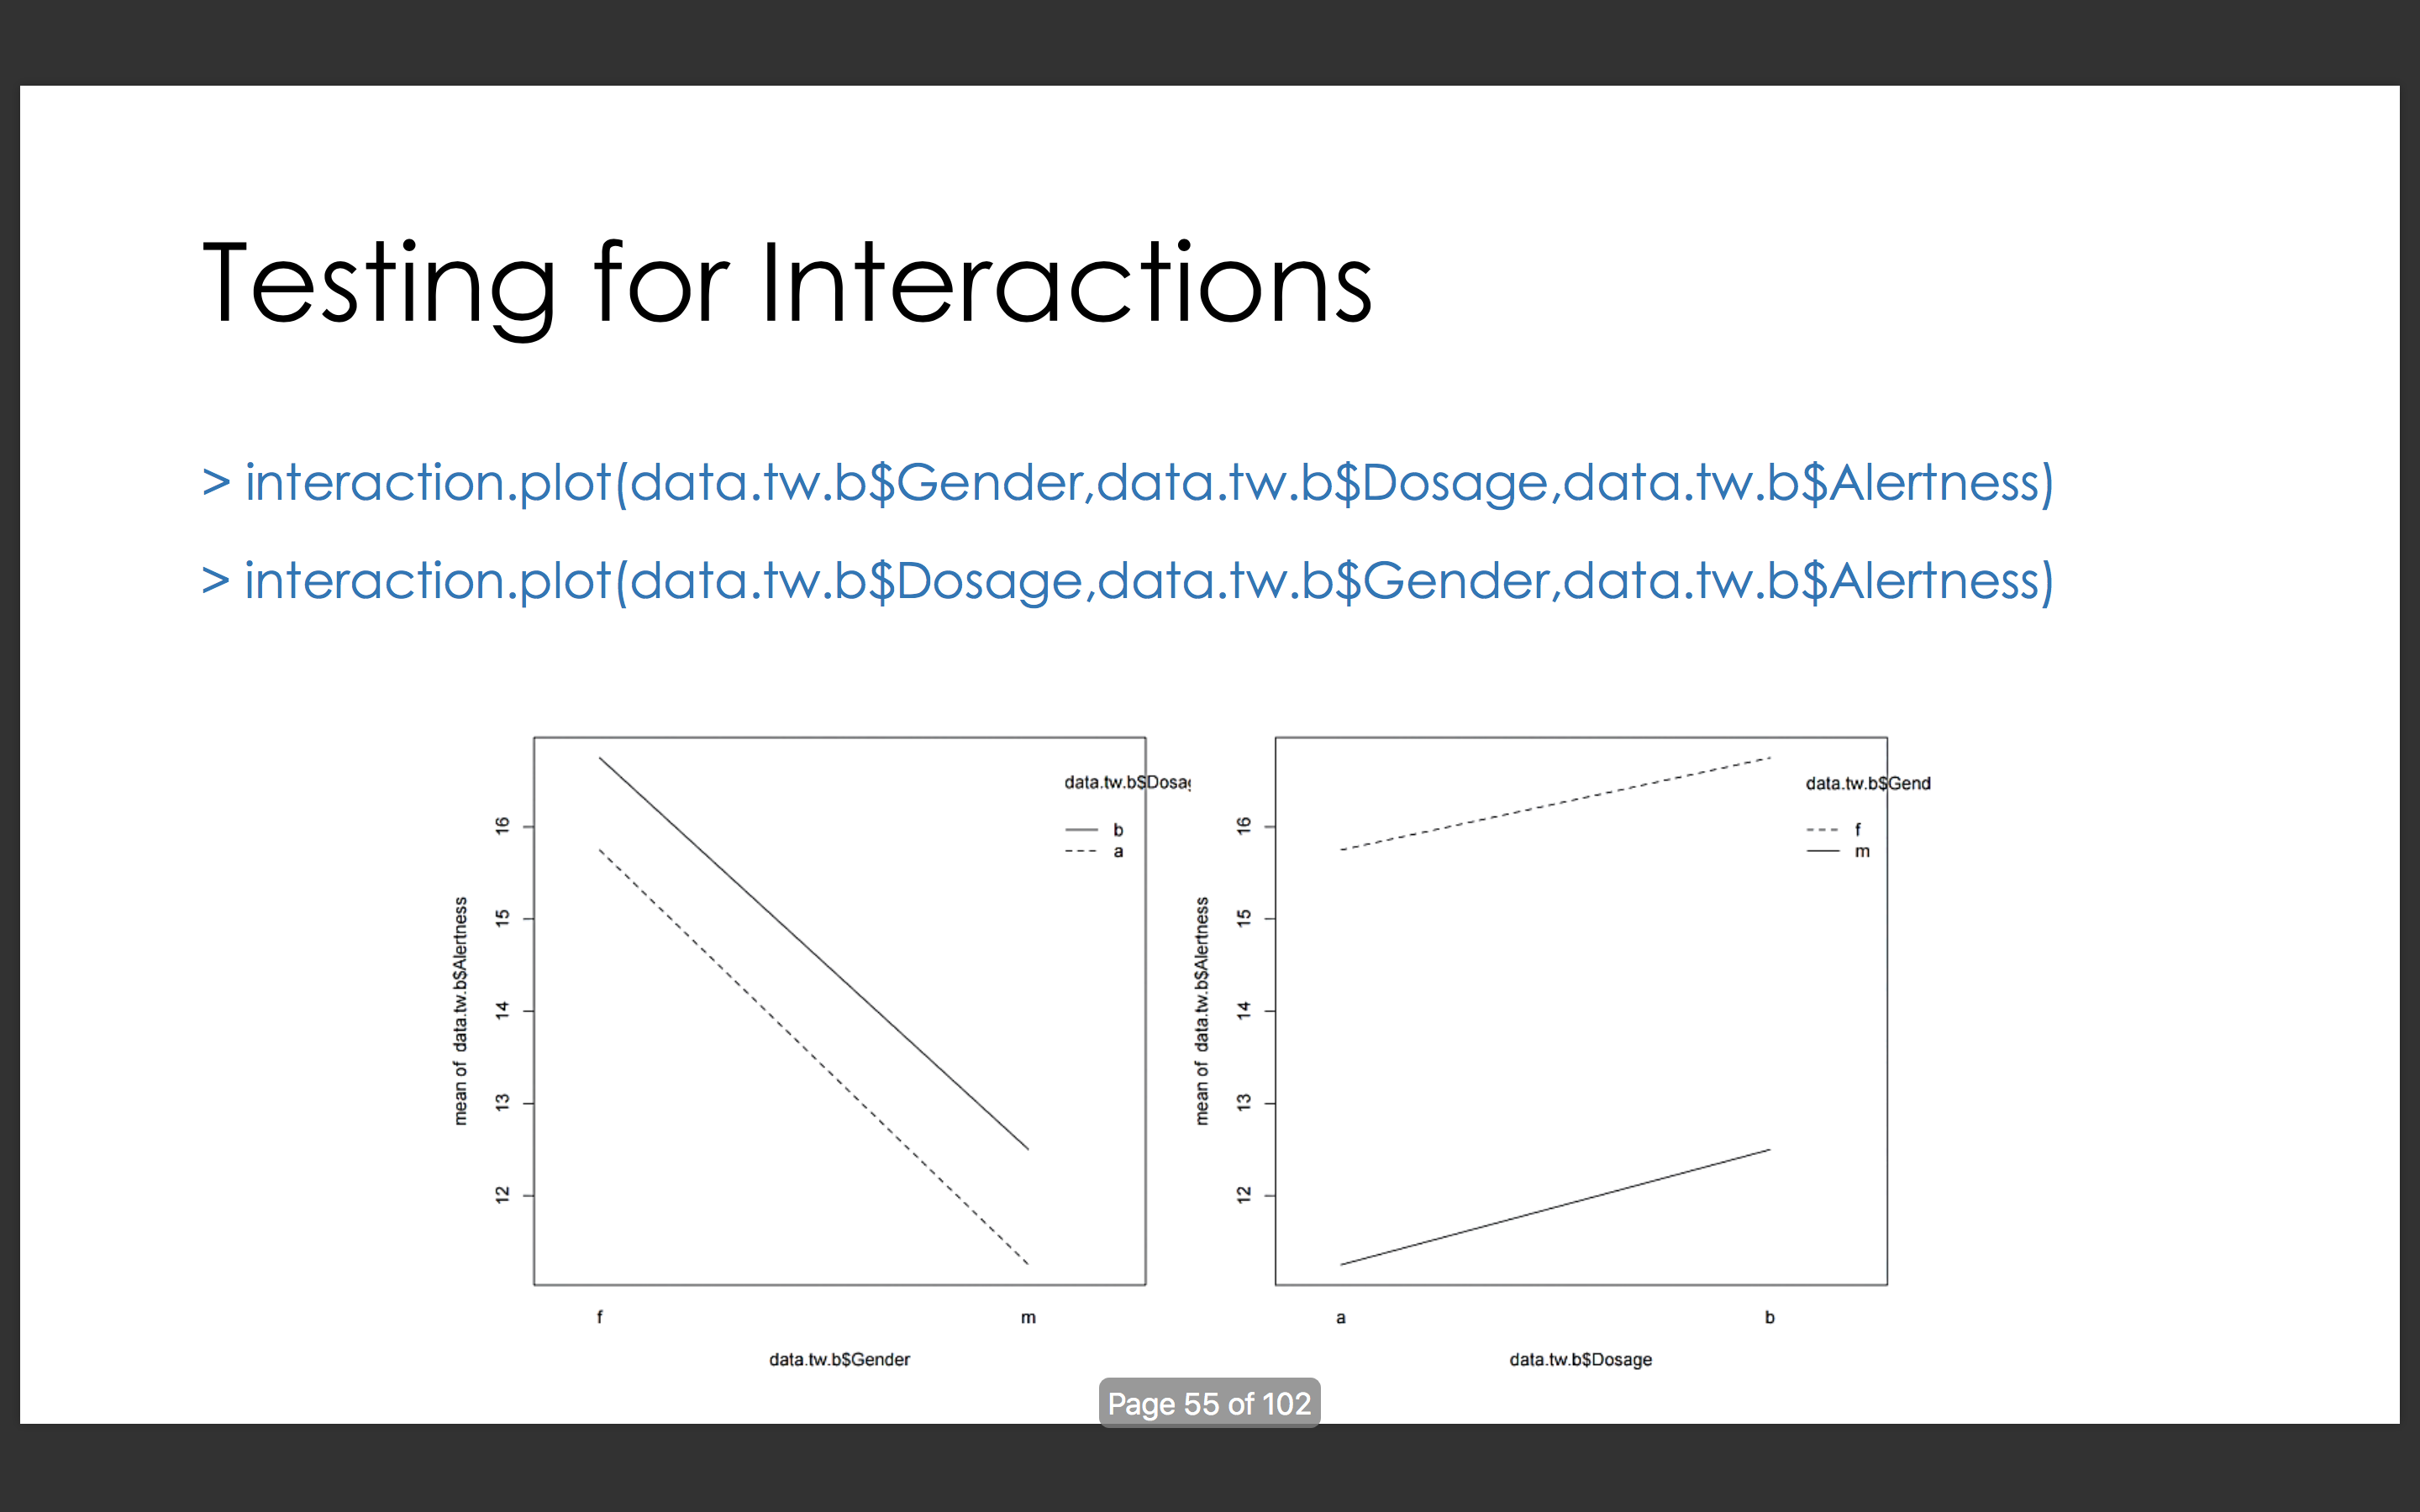 Testing for Interactions
> interaction.plot(data.tw.b$Gender,data.tw.b$Dosage,data.tw.b$Alertness)
> interaction.plot(data.tw.b$Dosage,data.tw.b$Gender,data.tw.b$Alertness)
mean of data.tw.b$Alertness
16
15
14
13
12
data.tw.b$Dosa
b
a
f
m
data.tw.b$Gender
mean of data.tw.b$Alertness
16
15
14
13
12
data.tw.b$Gend
f
m
a
b
data.tw.b$Dosage
Page 55 of 102